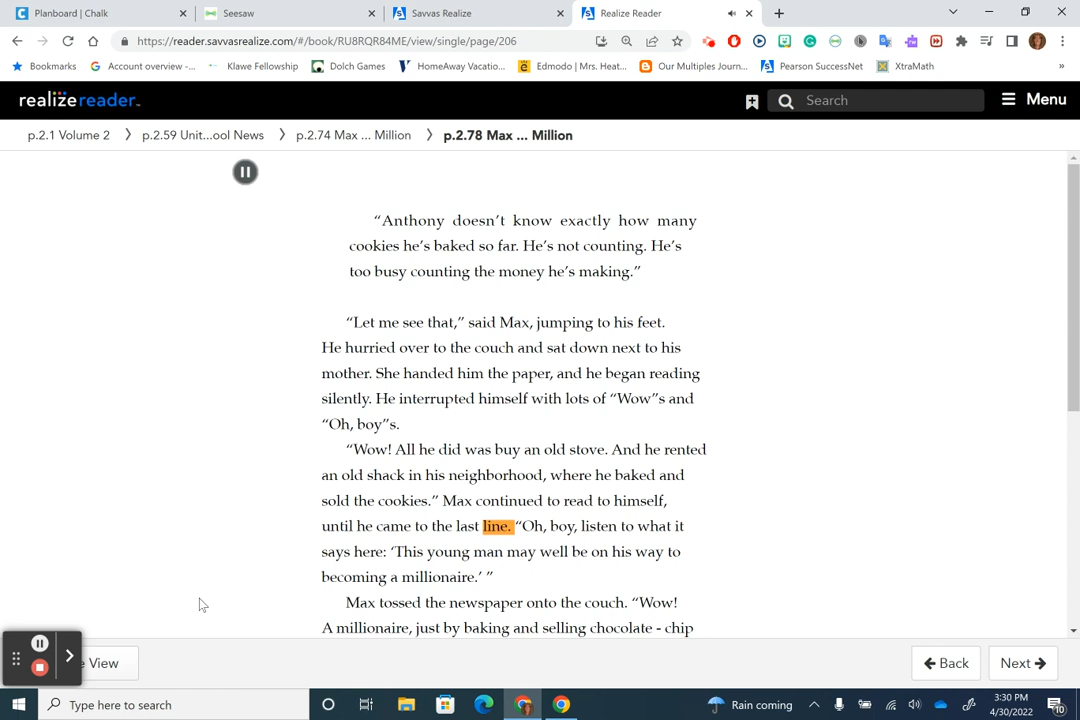 Planboard | Chalk
Seesaw
Savvas Realize
Realize Reader
https://reader.savvasrealize.com/#/book/RU8RQR84ME/view/single/page/206
Bookmarks
Account overview -...
Klawe Fellowship
Dolch Games
HomeAway Vacatio...
Edmodo | Mrs. Heat...
Our Multiples Journ...
Pearson SuccessNet
XtraMath
»
realizereader™
Search
Menu
p.2.1 Volume 2 > p.2.59 Unit...ool News > p.2.74 Max ... Million > p.2.78 Max ... Million
“Anthony doesn’t know exactly how many
cookies he’s baked so far. He’s not counting. He’s
too busy counting the money he’s making.”
“Let me see that,” said Max, jumping to his feet.
He hurried over to the couch and sat down next to his
mother. She handed him the paper, and he began reading
silently. He interrupted himself with lots of “Wow”s and
“Oh, boy”s.
“Wow! All he did was buy an old stove. And he rented
an old shack in his neighborhood, where he baked and
sold the cookies.” Max continued to read to himself,
until he came to the last line. “Oh, boy, listen to what it
says here: ‘This young man may well be on his way to
becoming a millionaire.’ ”
Max tossed the newspaper onto the couch. “Wow!
A millionaire, just by baking and selling chocolate - chip
View
Back
Next
Type here to search
Rain coming
3:30 PM
4/30/2022
10